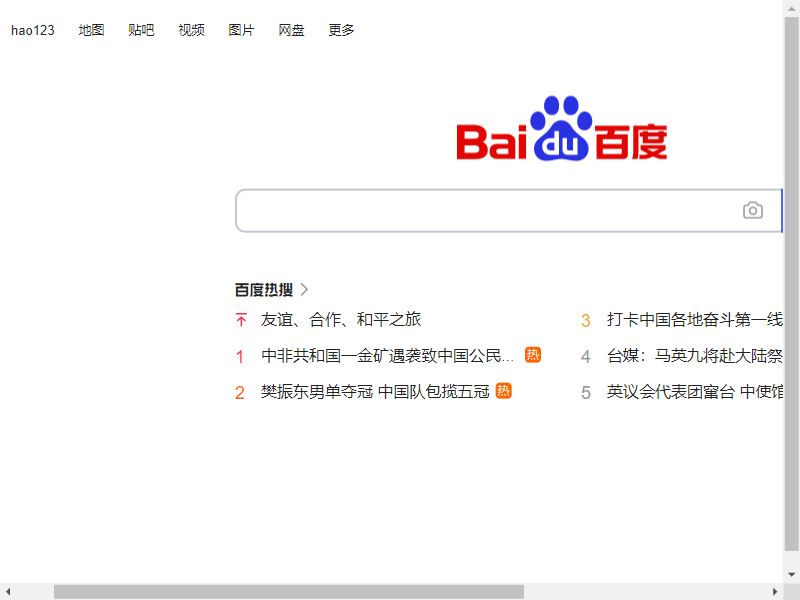 hao123 地图 贴吧 视频 图片 网盘 更多
Bai du 百度
百度热搜
友谊、合作、和平之旅
1 中非共和国一金矿遇袭致中国公民... 热
2 樊振东男单夺冠 中国队包揽五冠 热
3 打卡中国各地奋斗第一线
4 台媒：马英九将赴大陆祭
5 英议会代表团窜台 中使馆